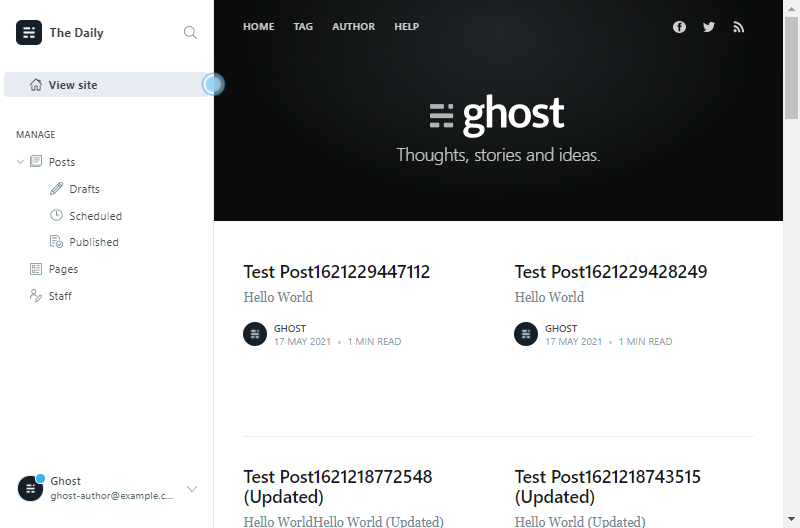 The Daily
View site
MANAGE
Posts
Drafts
Scheduled
Published
Pages
Staff
Ghost
ghost-author@example.c...
HOME TAG AUTHOR HELP
ghost
Thoughts, stories and ideas.
Test Post1621229447112
Hello World
GHOST
17 MAY 2021 • 1 MIN READ
Test Post1621229428249
Hello World
GHOST
17 MAY 2021 • 1 MIN READ
Test Post1621218772548
(Updated)
Hello WorldHello World (Updated)
Test Post1621218743515
(Updated)
Hello World (Updated)